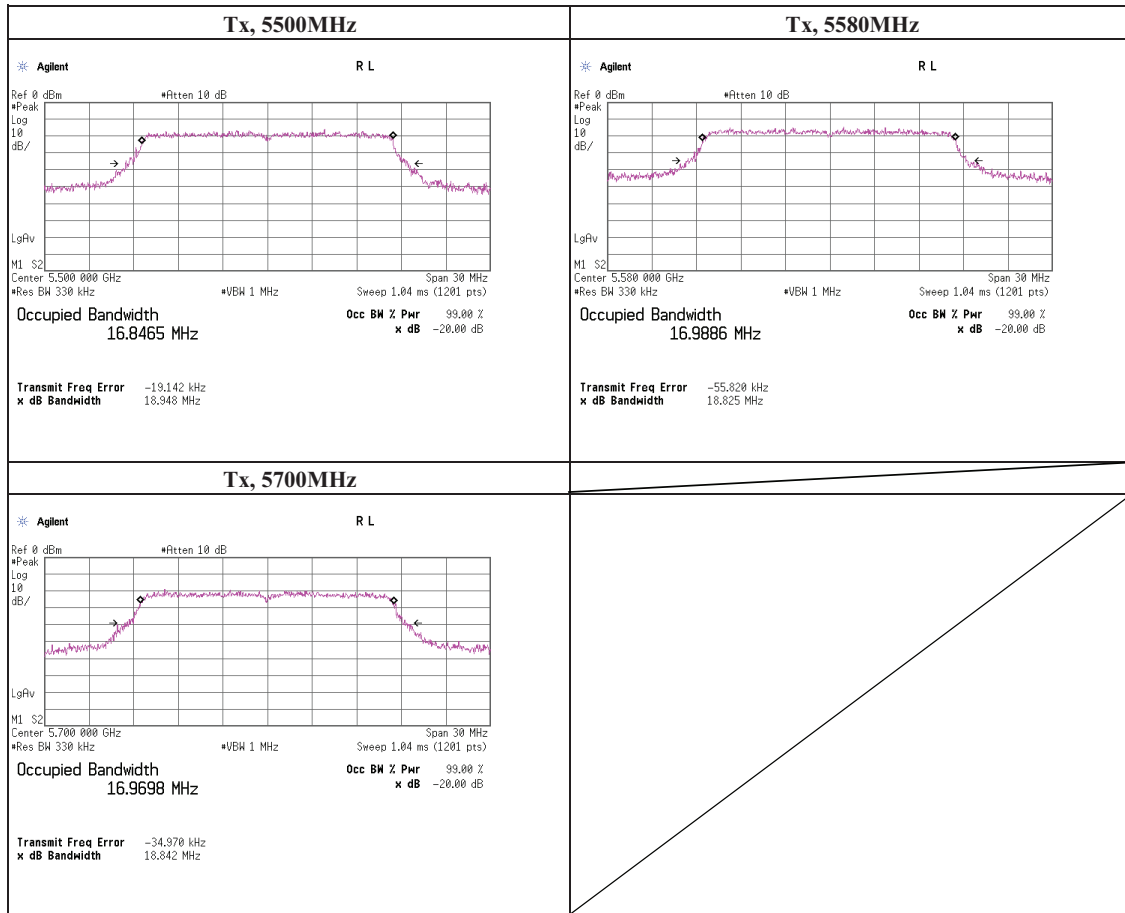 Tx, 5500MHz
Agilent R L
Ref 0 dBm #Atten 10 dB
#Peak
Log
10
dB/
LgAv
M1 S2
Center 5.500 000 GHz Span 30 MHz
#Res BW 330 kHz #VBW 1 MHz Sweep 1.04 ms (1201 pts)
Occupied Bandwidth Occ BW % Pwr 99.00 %
16.8465 MHz x dB -20.00 dB
Transmit Freq Error -19.142 kHz
x dB Bandwidth 18.948 MHz
Tx, 5580MHz
Agilent R L
Ref 0 dBm #Atten 10 dB
#Peak
Log
10
dB/
LgAv
M1 S2
Center 5.580 000 GHz Span 30 MHz
#Res BW 330 kHz #VBW 1 MHz Sweep 1.04 ms (1201 pts)
Occupied Bandwidth Occ BW % Pwr 99.00 %
16.9886 MHz x dB -20.00 dB
Transmit Freq Error -55.820 kHz
x dB Bandwidth 18.825 MHz
Tx, 5700MHz
Agilent R L
Ref 0 dBm #Atten 10 dB
#Peak
Log
10
dB/
LgAv
M1 S2
Center 5.700 000 GHz Span 30 MHz
#Res BW 330 kHz #VBW 1 MHz Sweep 1.04 ms (1201 pts)
Occupied Bandwidth Occ BW % Pwr 99.00 %
16.9698 MHz x dB -20.00 dB
Transmit Freq Error -34.970 kHz
x dB Bandwidth 18.842 MHz